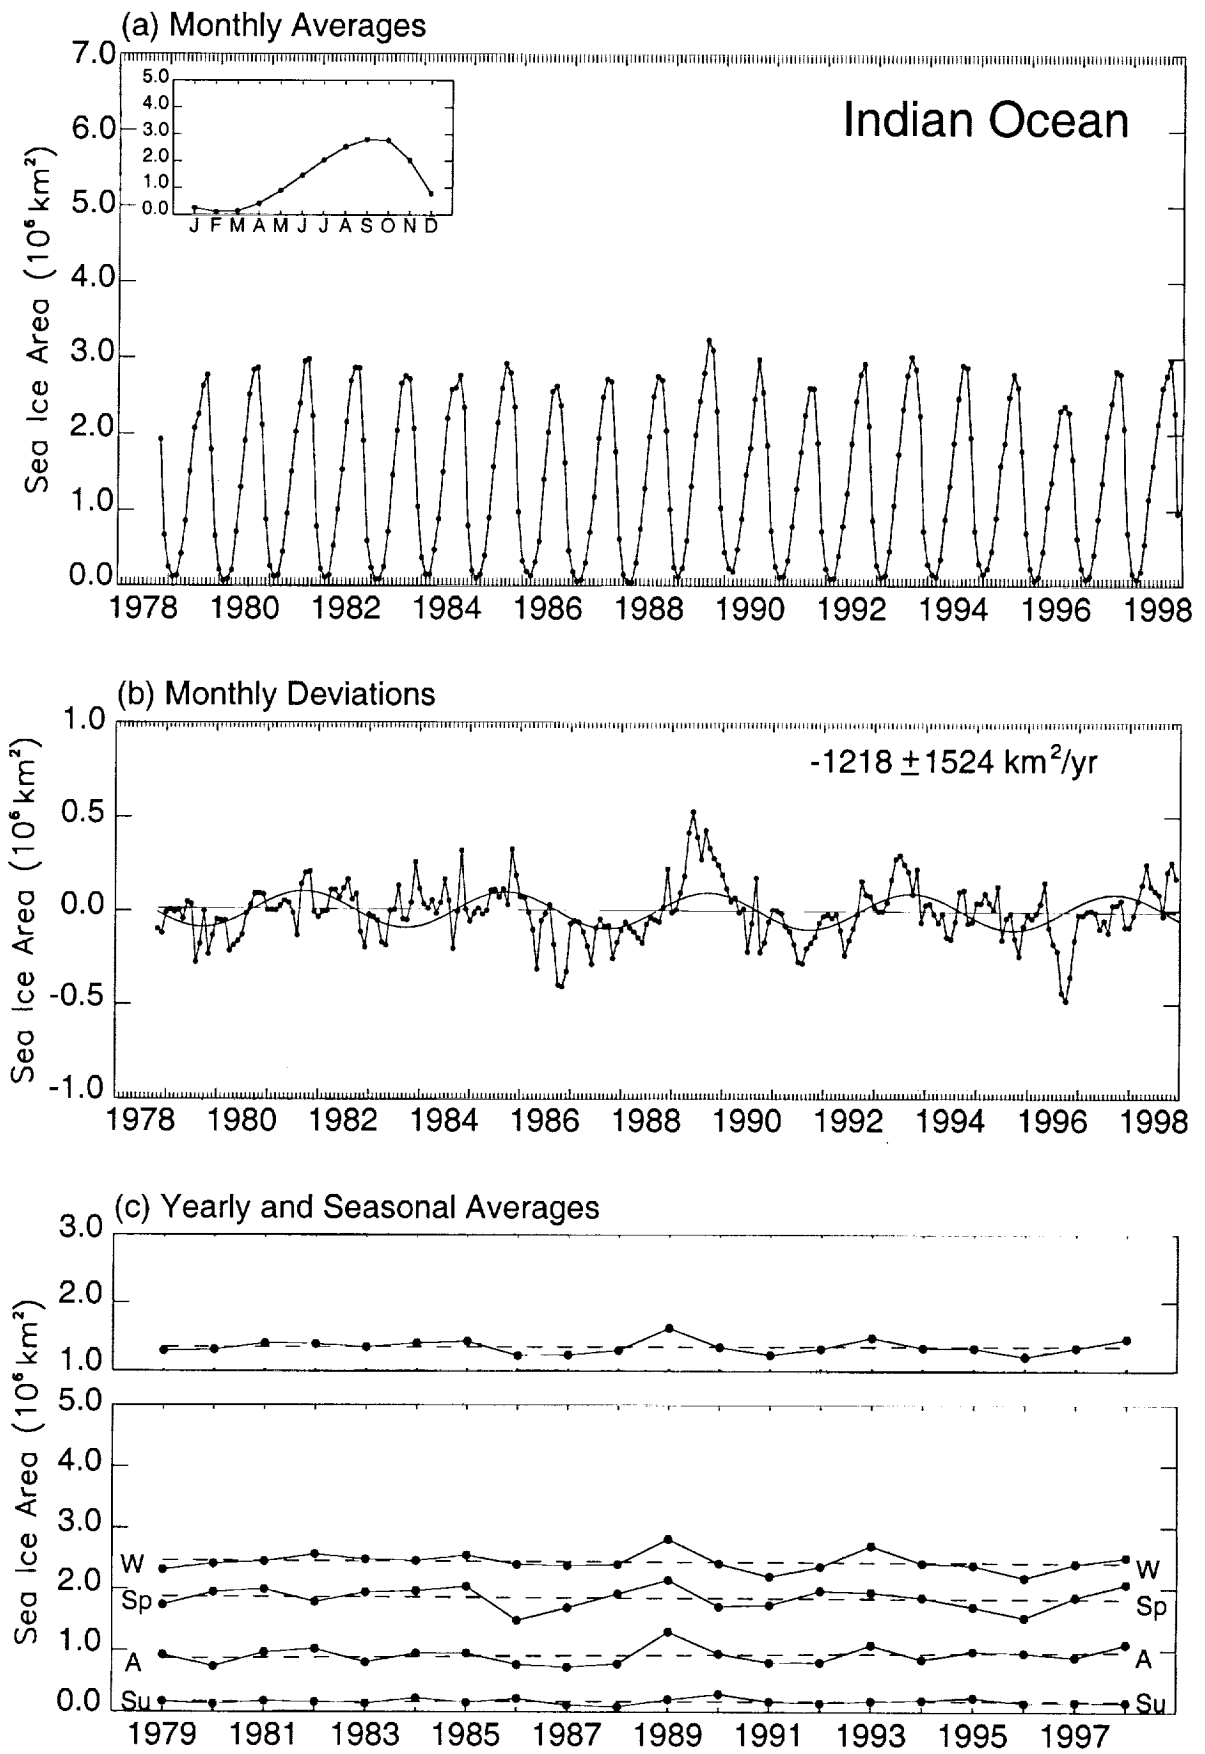 (a) Monthly Averages
7.0
6.0
5.0
4.0
3.0
2.0
1.0
0.0
Sea Ice Area (10⁶ km²)
5.0
4.0
3.0
2.0
1.0
0.0
J F M A M J J A S O N D
Indian Ocean
1978 1980 1982 1984 1986 1988 1990 1992 1994 1996 1998
(b) Monthly Deviations
1.0
0.5
0.0
-0.5
-1.0
Sea Ice Area (10⁶ km²)
-1218 ±1524 km²/yr
1978 1980 1982 1984 1986 1988 1990 1992 1994 1996 1998
(c) Yearly and Seasonal Averages
3.0
2.0
1.0
Sea Ice Area (10⁶ km²)
5.0
4.0
3.0
2.0
1.0
0.0
W W
Sp Sp
A A
Su Su
1979 1981 1983 1985 1987 1989 1991 1993 1995 1997